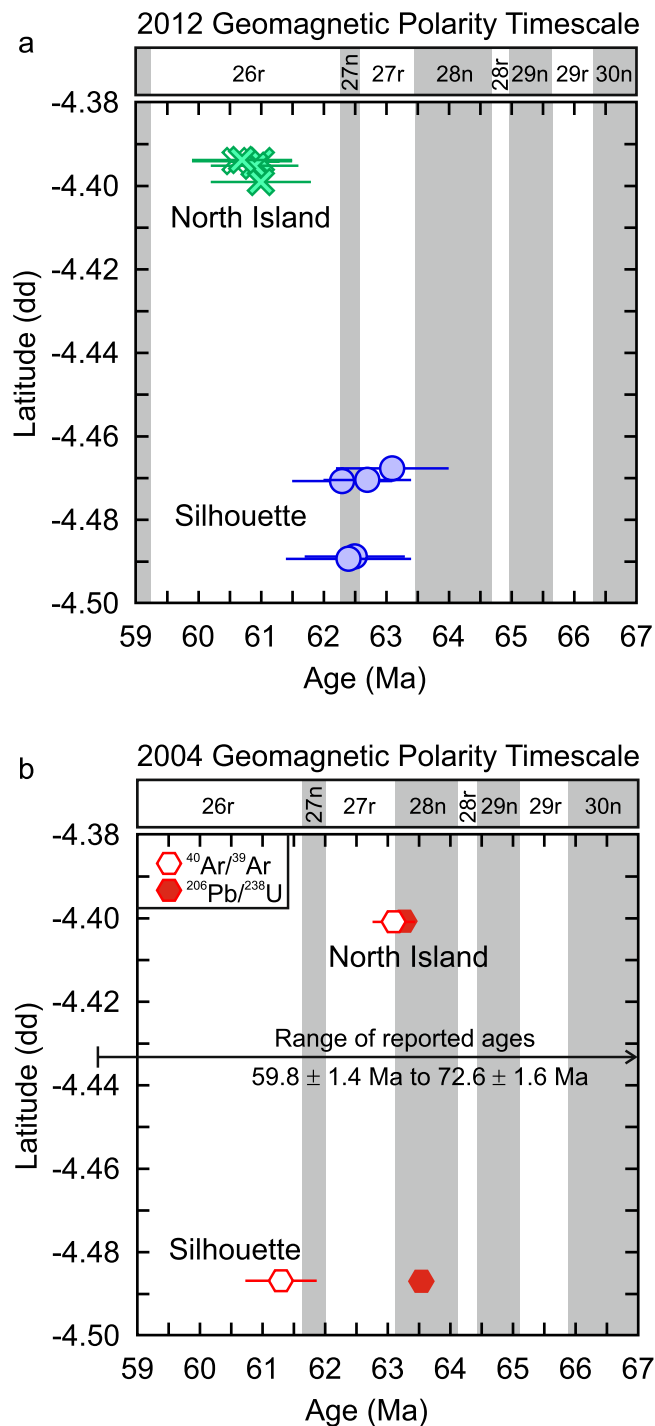 a
2012 Geomagnetic Polarity Timescale
26r 27n 27r 28n 28r 29n 29r 30n
-4.38
-4.40
North Island
-4.42
-4.44
Latitude (dd)
-4.46
-4.48
Silhouette
-4.50
59 60 61 62 63 64 65 66 67
Age (Ma)
b
2004 Geomagnetic Polarity Timescale
26r 27n 27r 28n 28r 29n 29r 30n
-4.38
⁴⁰Ar/³⁹Ar
²⁰⁶Pb/²³⁸U
-4.40
North Island
-4.42
Range of reported ages
59.8 ± 1.4 Ma to 72.6 ± 1.6 Ma
-4.44
Latitude (dd)
-4.46
-4.48
Silhouette
-4.50
59 60 61 62 63 64 65 66 67
Age (Ma)